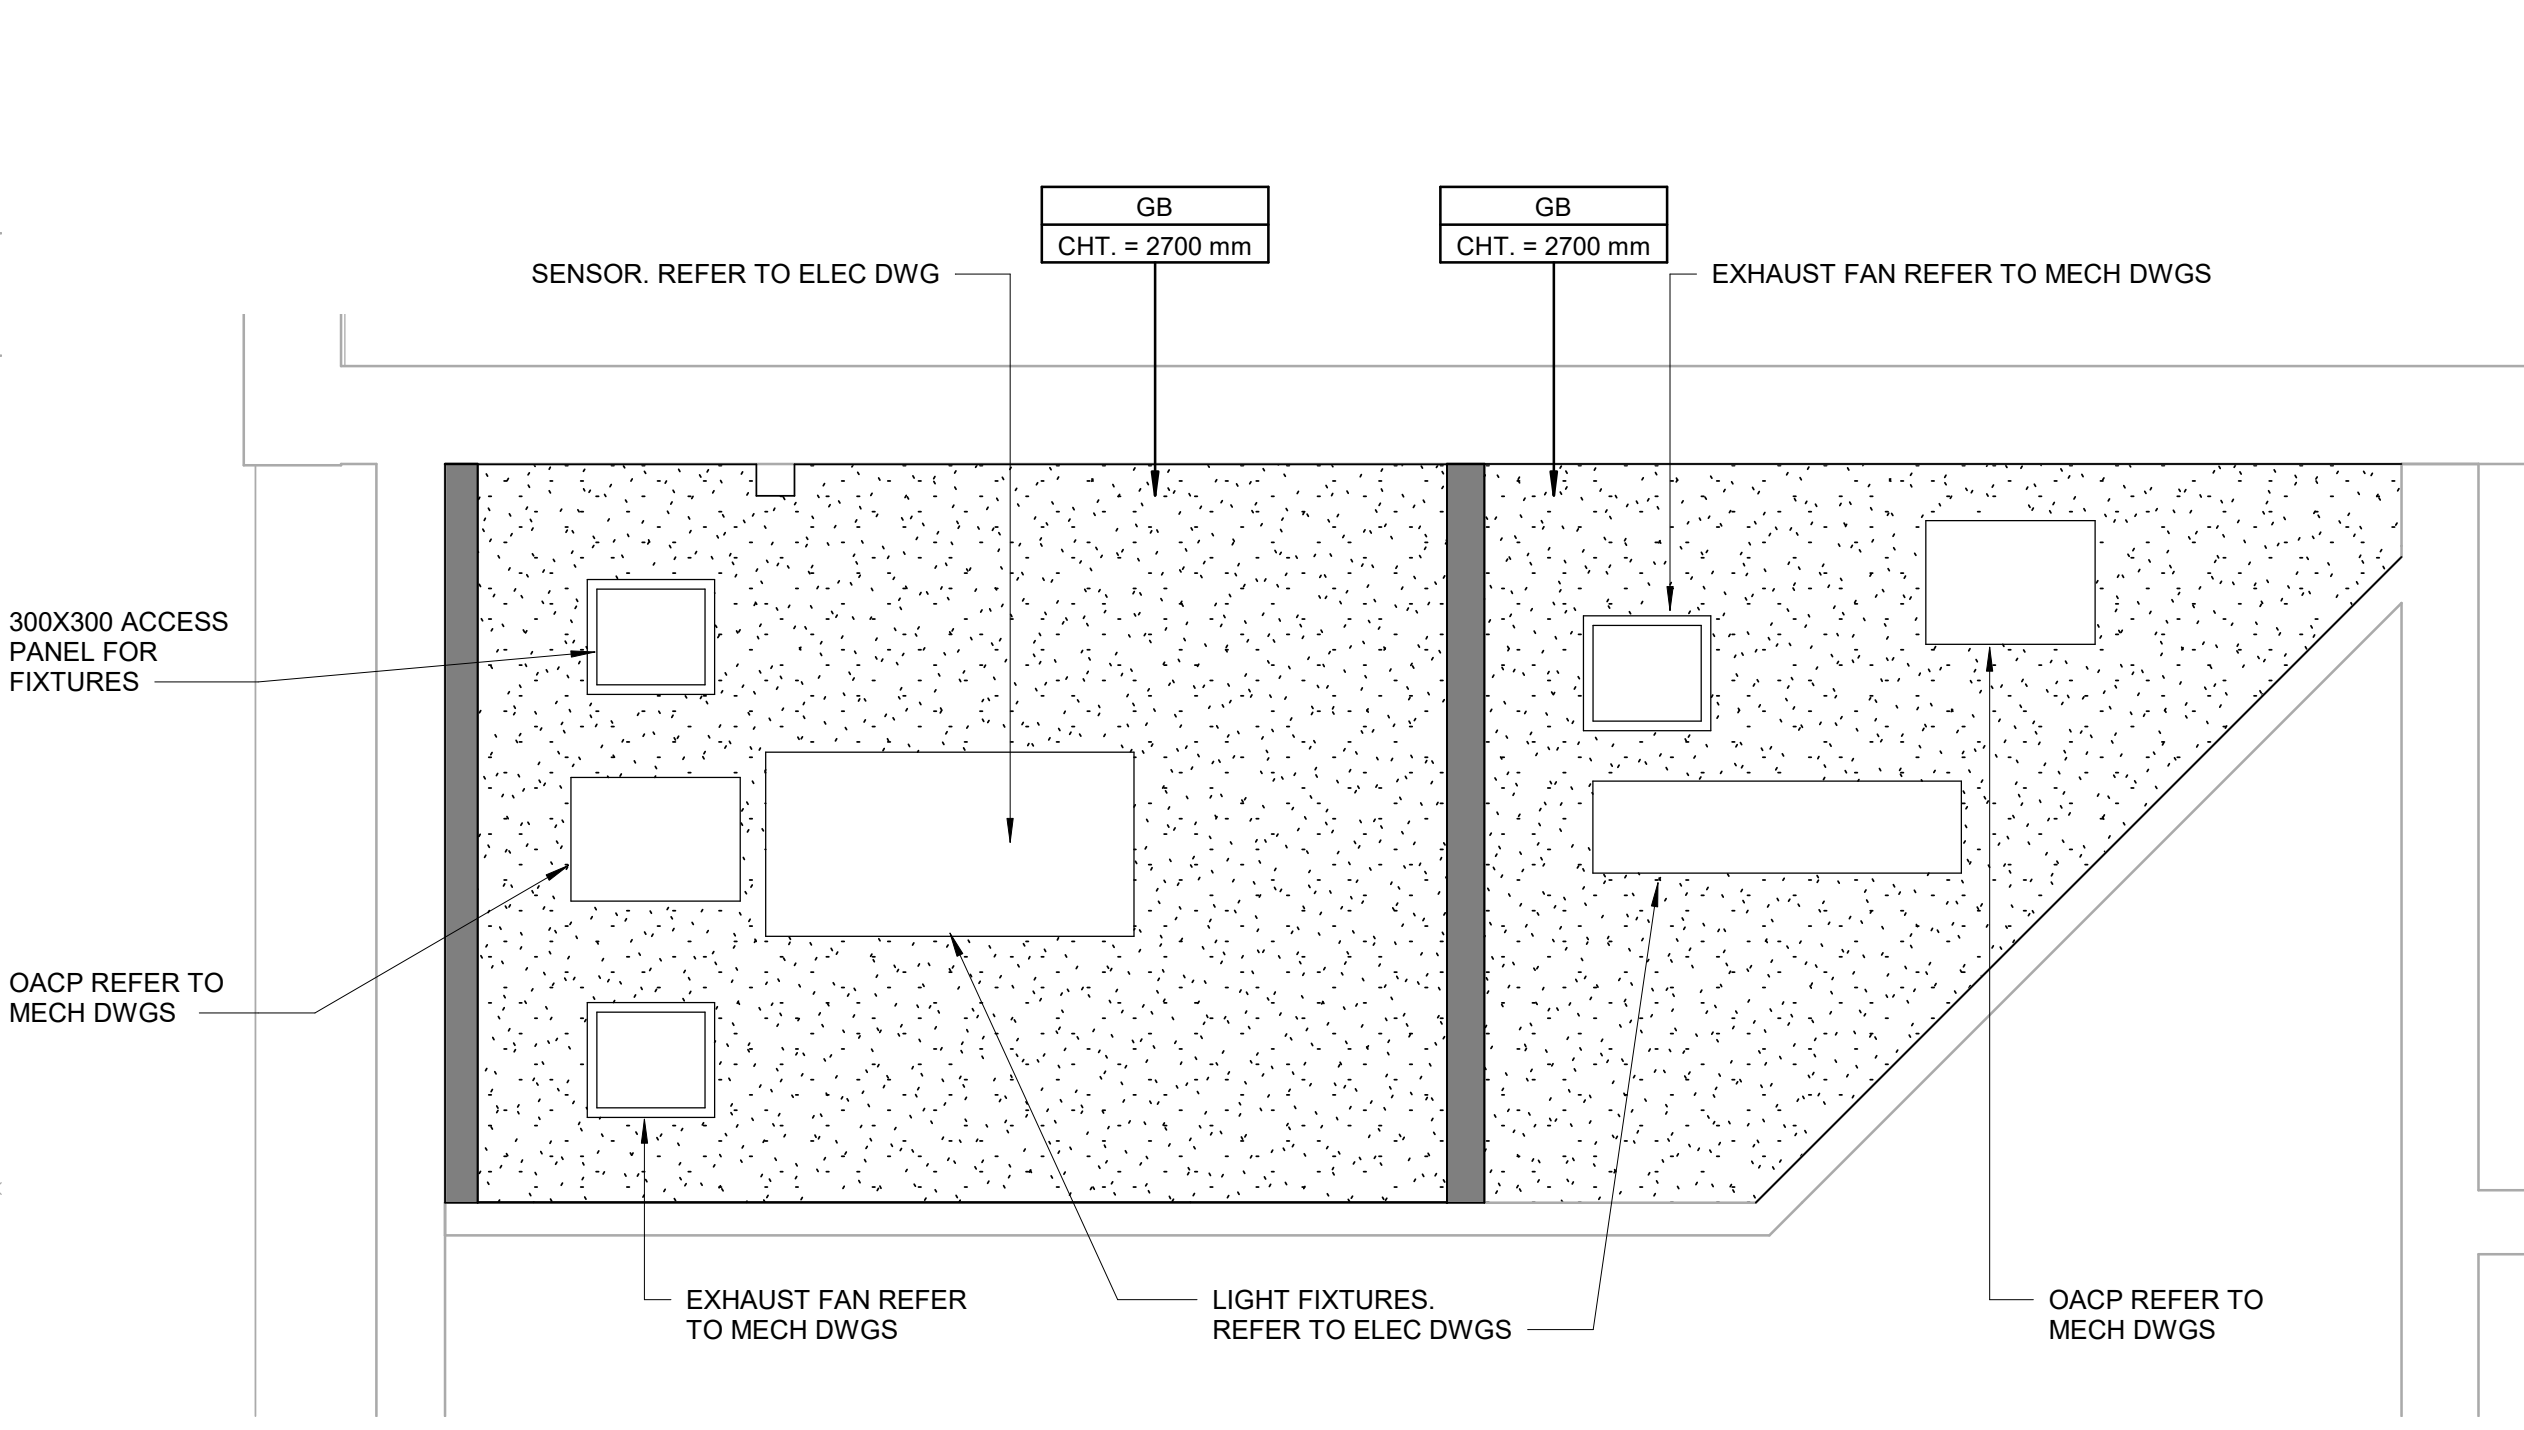 GB
CHT. = 2700 mm
GB
CHT. = 2700 mm
SENSOR. REFER TO ELEC DWG
EXHAUST FAN REFER TO MECH DWGS
300X300 ACCESS
PANEL FOR
FIXTURES
OACP REFER TO
MECH DWGS
EXHAUST FAN REFER
TO MECH DWGS
LIGHT FIXTURES.
REFER TO ELEC DWGS
OACP REFER TO
MECH DWGS